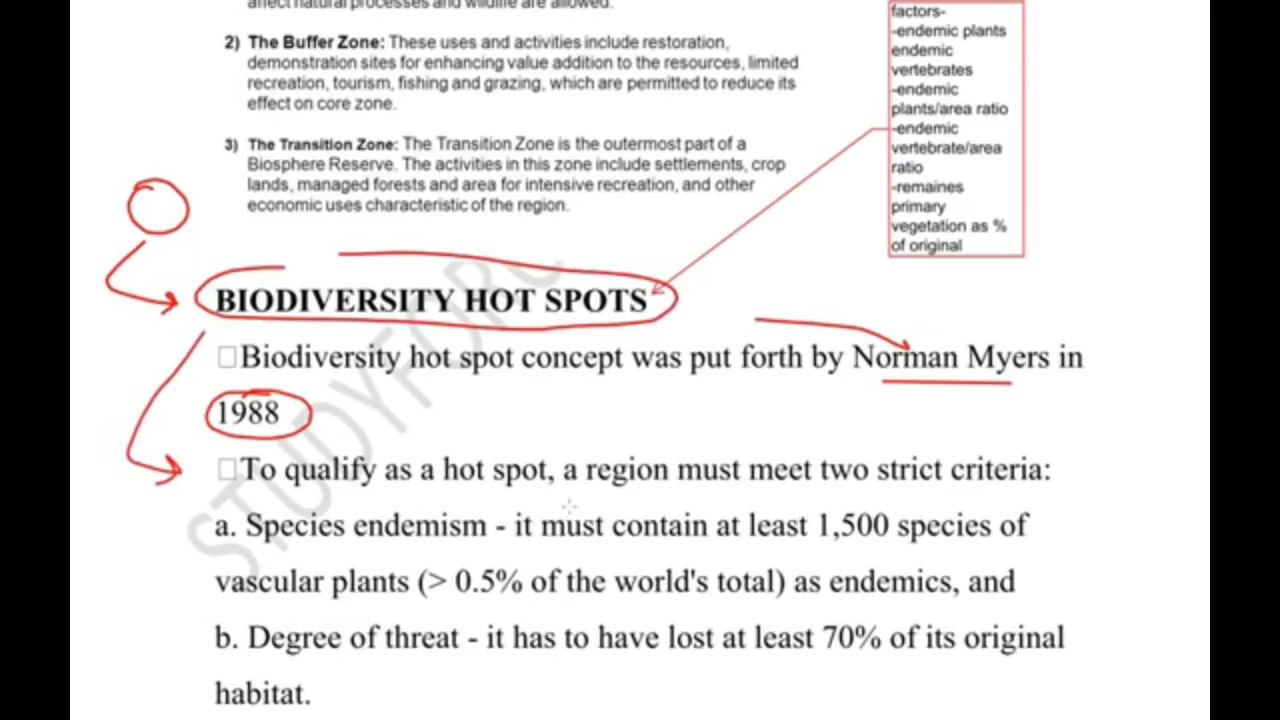 affect natural processes and wildlife are allowed.
2) The Buffer Zone: These uses and activities include restoration,
demonstration sites for enhancing value addition to the resources, limited
recreation, tourism, fishing and grazing, which are permitted to reduce its
effect on core zone.
3) The Transition Zone: The Transition Zone is the outermost part of a
Biosphere Reserve. The activities in this zone include settlements, crop
lands, managed forests and area for intensive recreation, and other
economic uses characteristic of the region.
factors-
-endemic plants
endemic
vertebrates
-endemic
plants/area ratio
-endemic
vertebrate/area
ratio
-remaines
primary
vegetation as %
of original
BIODIVERSITY HOT SPOTS
Biodiversity hot spot concept was put forth by Norman Myers in
1988
To qualify as a hot spot, a region must meet two strict criteria:
a. Species endemism - it must contain at least 1,500 species of
vascular plants (> 0.5% of the world's total) as endemics, and
b. Degree of threat - it has to have lost at least 70% of its original
habitat.